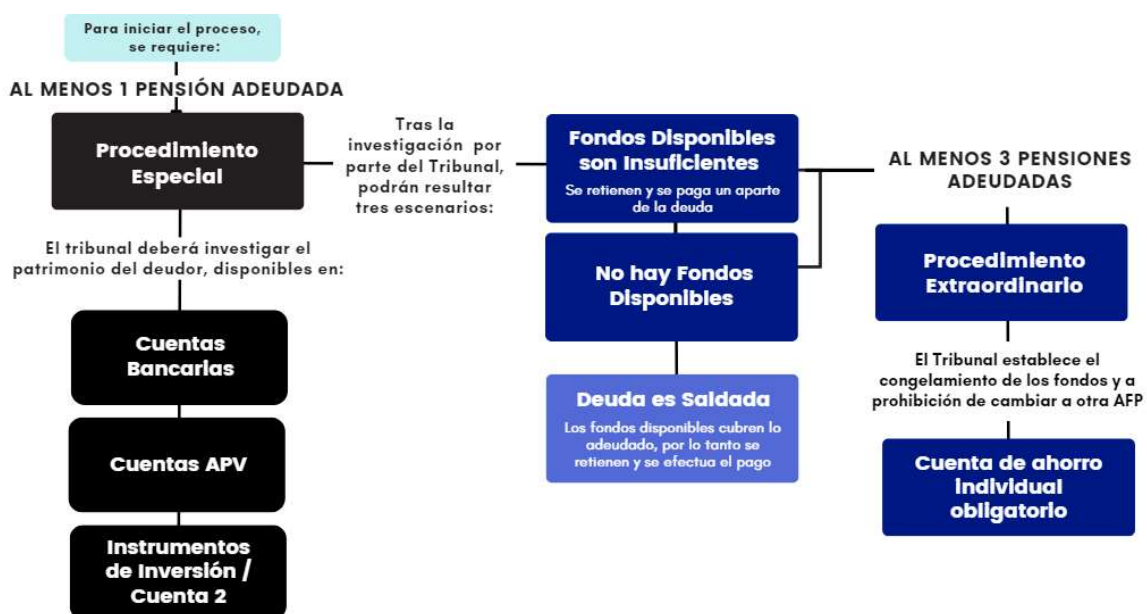 Para iniciar el proceso,
se requiere:
AL MENOS 1 PENSIÓN ADEUDADA
Procedimiento
Especial
El tribunal deberá investigar el
patrimonio del deudor, disponibles en:
Cuentas
Bancarias
Cuentas APV
Instrumentos
de Inversión /
Cuenta 2
Tras la
investigación por
parte del Tribunal,
podrán resultar
tres escenarios:
Fondos Disponibles
son Insuficientes
Se retienen y se paga un aparte
de la deuda
No hay Fondos
Disponibles
Deuda es Saldada
Los fondos disponibles cubren lo
adeudado, por lo tanto se
retienen y se efectua el pago
AL MENOS 3 PENSIONES
ADEUDADAS
Procedimiento
Extraordinario
El Tribunal establece el
congelamiento de los fondos y a
prohibición de cambiar a otra AFP
Cuenta de ahorro
individual
obligatorio